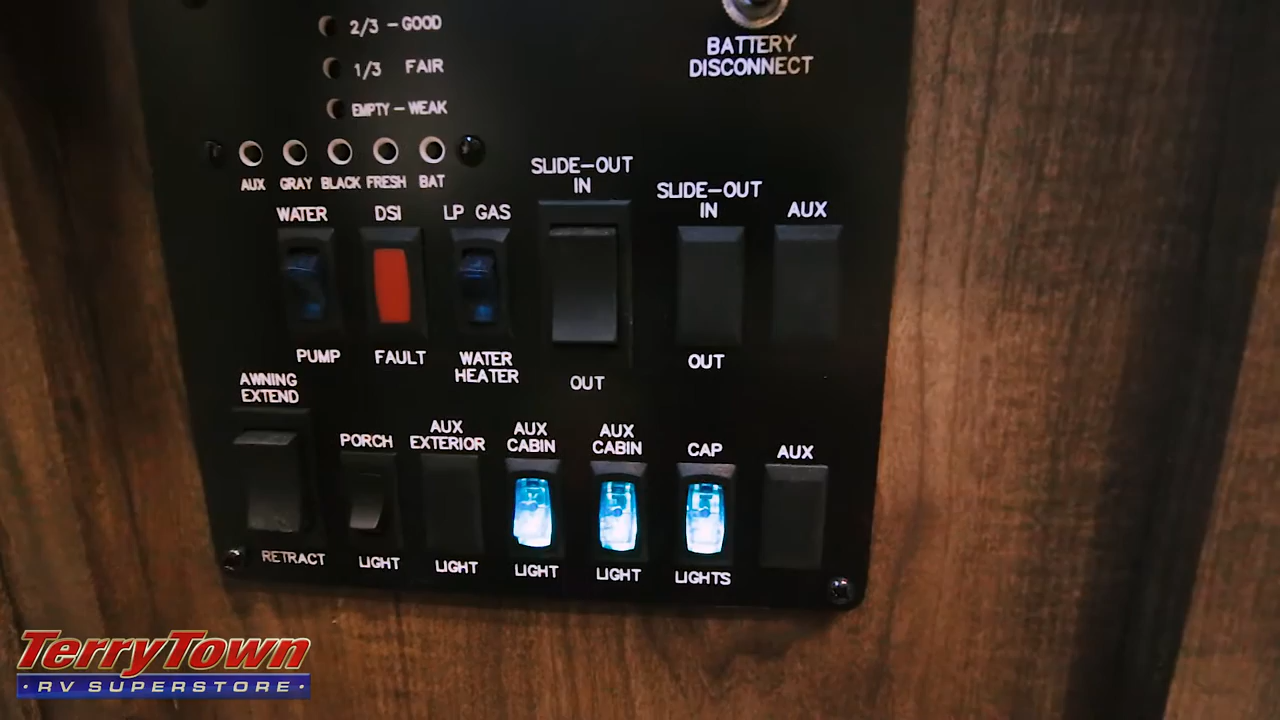 2/3 - GOOD
1/3 FAIR
EMPTY - WEAK
BATTERY
DISCONNECT
AUX GRAY BLACK FRESH BAT
SLIDE-OUT
IN
SLIDE-OUT
IN
AUX
WATER
DSI
LP GAS
PUMP
FAULT
WATER
HEATER
OUT
OUT
AWNING
EXTEND
PORCH
AUX
EXTERIOR
AUX
CABIN
AUX
CABIN
CAP
AUX
RETRACT
LIGHT
LIGHT
LIGHT
LIGHT
LIGHTS
TerryTown
· RV SUPERSTORE ·